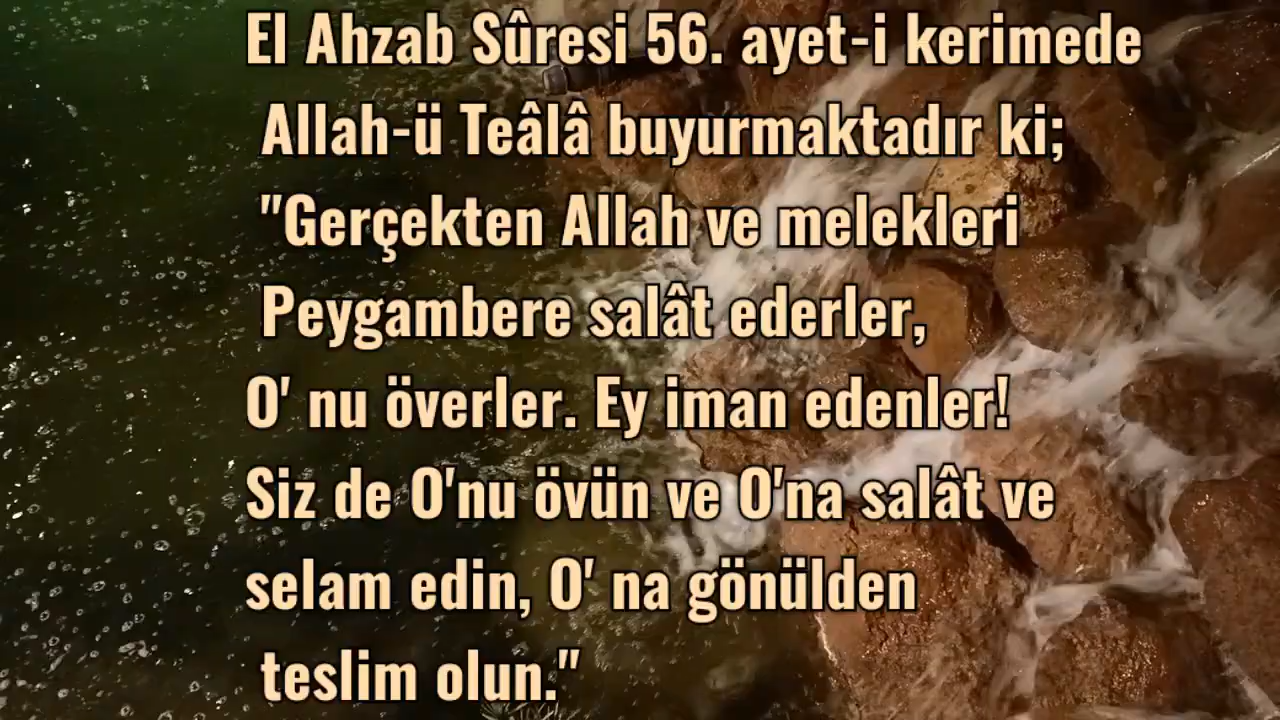 El Ahzab Sûresi 56. ayet-i kerimede
Allah-ü Teâlâ buyurmaktadır ki;
"Gerçekten Allah ve melekleri
Peygambere salât ederler,
O' nu överler. Ey iman edenler!
Siz de O'nu övün ve O'na salât ve
selam edin, O' na gönülden
teslim olun."